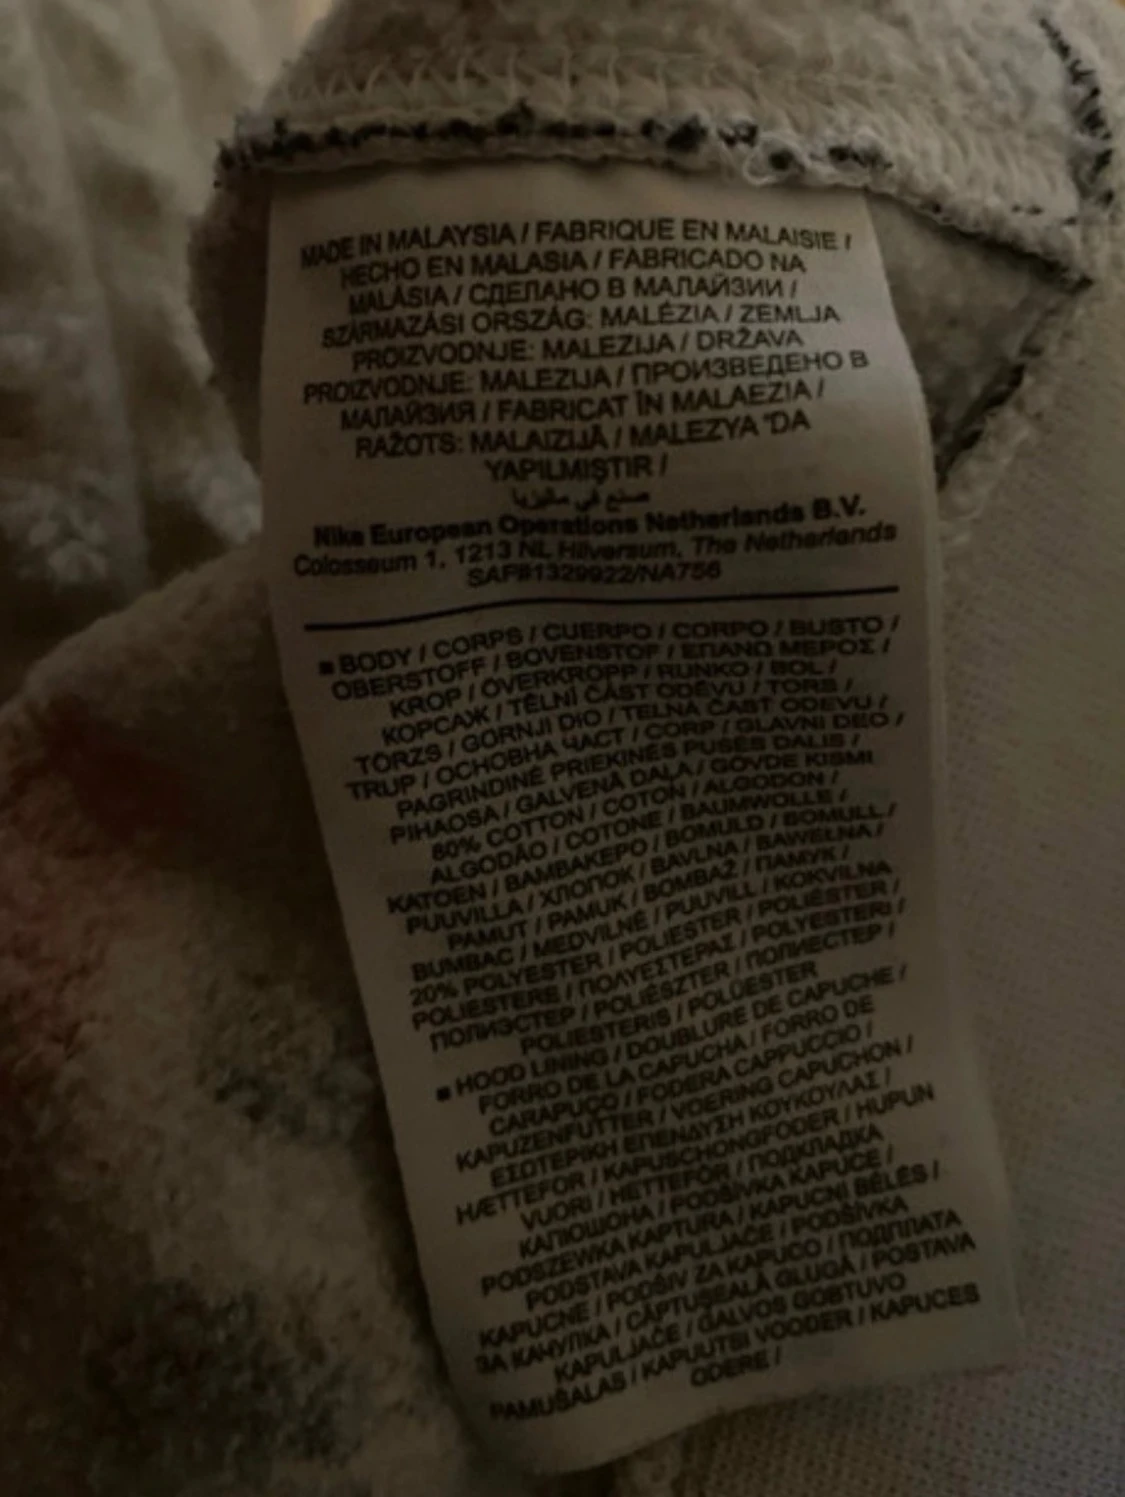 MADE IN MALAYSIA / FABRIQUE EN MALAISIE /
HECHO EN MALASIA / FABRICADO NA
MALÁSIA / СДЕЛАНО В МАЛАЙЗИИ /
SZÁRMAZÁSI ORSZÁG: MALÉZIA / ZEMLJA
PROIZVODNJE: MALEZIJA / DRŽAVA
PROIZVODNJE: MALEZIJA / ПРОИЗВЕДЕНО В
МАЛАЙЗИЯ / FABRICAT ÎN MALAEZIA /
RAŽOTS: MALAIZIJĀ / MALEZYA 'DA
YAPILMIŞTIR /
صنع في ماليزيا
Nike European Operations Netherlands B.V.
Colosseum 1, 1213 NL Hilversum, The Netherlands
SAF#1329922/NA756
■ BODY / CORPS / CUERPO / CORPO / BUSTO /
OBERSTOFF / BOVENSTOF / ΕΠΑΝΩ ΜΕΡΟΣ /
KROP / OVERKROPP / RUNKO / BOL /
КОРСАЖ / TĚLNÍ ČÁST ODĚVU / TORS /
TÖRZS / GORNJI DIO / TELNA ČASŤ ODEVU /
TRUP / ОСНОВНА ЧАСТ / CORP / GLAVNI DEO /
PAGRINDINĖ PRIEKINĖS PUSĖS DALIS /
PIHAOSA / GALVENĀ DAĻA / GÖVDE KISMI
80% COTTON / COTON / ALGODON /
ALGODÃO / COTONE / BAUMWOLLE /
KATOEN / ΒΑΜΒΑΚΕΡΟ / BOMULD / BOMULL /
PUUVILLA / ХЛОПОК / BAVLNA / BAWEŁNA /
PAMUT / PAMUK / BOMBAŽ / ПАМУК /
BUMBAC / MEDVILNĖ / PUUVILL / KOKVILNA
20% POLYESTER / POLIESTER / POLIÉSTER /
POLIESTERE / ΠΟΛΥΕΣΤΕΡΑΣ / POLYESTERI /
ПОЛИЭСТЕР / POLIÉSZTER / ПОЛИЕСТЕР /
POLIESTERIS / POLÜESTER
■ HOOD LINING / DOUBLURE DE CAPUCHE /
FORRO DE LA CAPUCHA / FORRO DE
CARAPUÇO / FODERA CAPPUCCIO /
KAPUZENFUTTER / VOERING CAPUCHON /
ΕΣΩΤΕΡΙΚΗ ΕΠΕΝΔΥΣΗ ΚΟΥΚΟΥΛΑΣ /
HÆTTEFOR / KAPUSCHONGFODER / HUPUN
VUORI / HETTEFÔR / ПОДКЛАДКА
КАПЮШОНА / PODŠÍVKA KAPUCE /
PODSZEWKA KAPTURA / KAPUCNI BÉLÉS /
PODSTAVA KAPULJAČE / PODŠÍVKA
KAPUCNE / PODŠIV ZA KAPUCO / ПОДПЛАТА
ЗА КАЧУЛКА / CĂPTUŞEALĂ GLUGĂ / POSTAVA
KAPULJAČE / GALVOS GOBTUVO
PAMUŠALAS / KAPUUTSI VOODER / KAPUCES
ODERE /